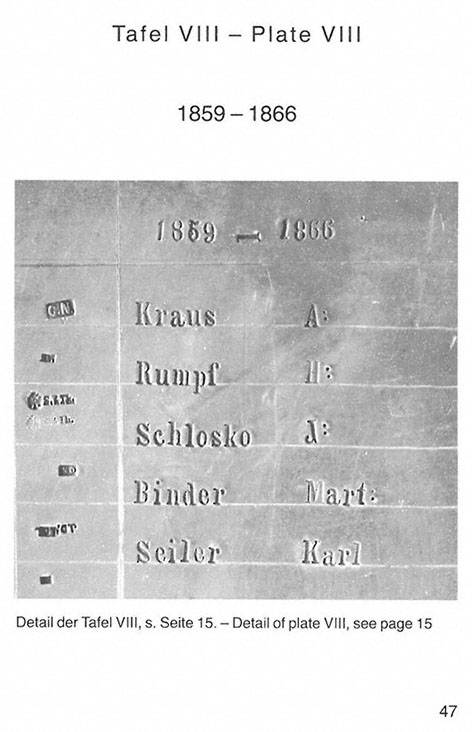 Tafel VIII – Plate VIII
1859 – 1866
1859 – 1866
G.N. Kraus A:
Rumpf H:
Schlosko J:
Binder Mart:
Seiler Karl
Detail der Tafel VIII, s. Seite 15. – Detail of plate VIII, see page 15
47